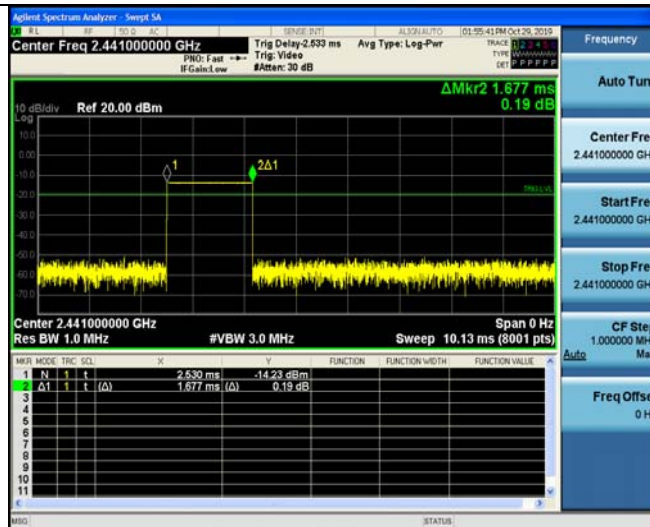 Agilent Spectrum Analyzer - Swept SA
RL RF 50 Ω AC SENSE:INT ALIGN AUTO 01:55:41 PM Oct 29, 2019
Center Freq 2.441000000 GHz
PNO: Fast
IFGain:Low
Trig Delay-2.533 ms
Trig: Video
#Atten: 30 dB
Avg Type: Log-Pwr
TRACE 1 2 3 4 5 6
TYPE
DET P P P P P P
ΔMkr2 1.677 ms
0.19 dB
10 dB/div Ref 20.00 dBm
Log
10.0
0.00
-10.0
-20.0
-30.0
-40.0
-50.0
-60.0
-70.0
1
2Δ1
TRIG LVL
Center 2.441000000 GHz Span 0 Hz
Res BW 1.0 MHz #VBW 3.0 MHz Sweep 10.13 ms (8001 pts)
MKR MODE TRC SCL X Y FUNCTION FUNCTION WIDTH FUNCTION VALUE
1 N 1 t 2.530 ms -14.23 dBm
2 Δ1 1 t (Δ) 1.677 ms (Δ) 0.19 dB
3
4
5
6
7
8
9
10
11
MSG STATUS
Frequency
Auto Tun
Center Fre
2.441000000 GH
Start Fre
2.441000000 GH
Stop Fre
2.441000000 GH
CF Ste
1.000000 MH
Auto Ma
Freq Offse
0 H